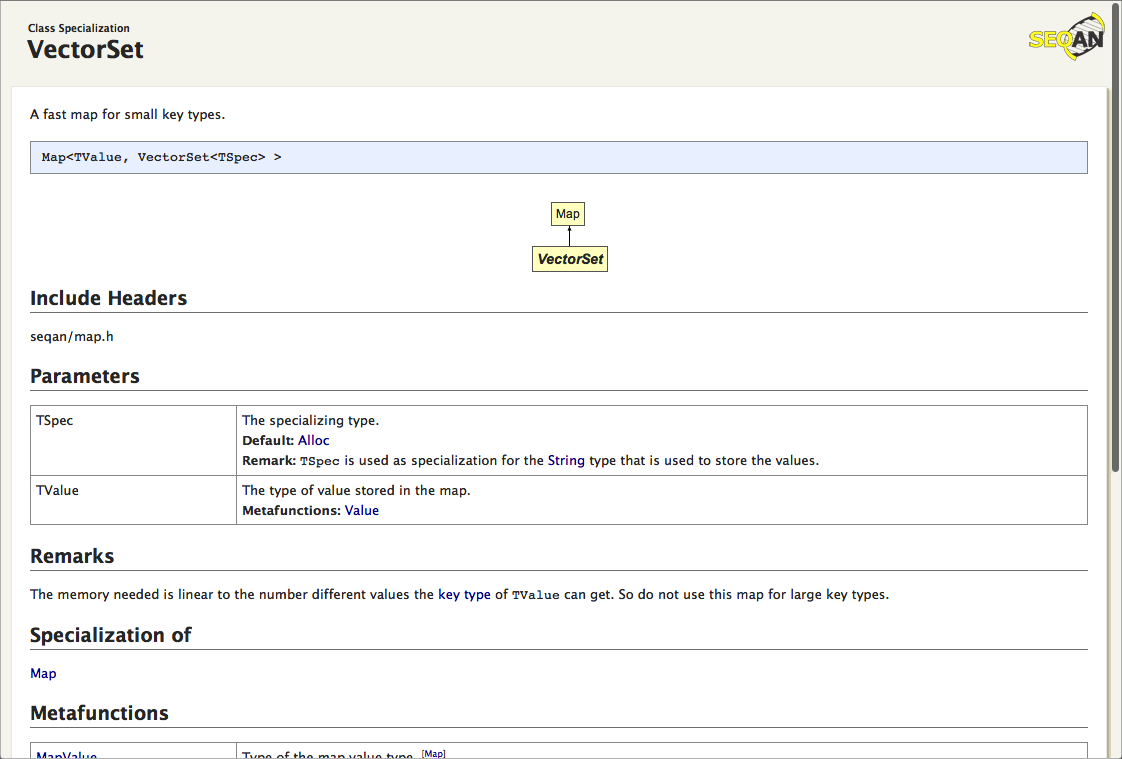 Class Specialization
VectorSet
SEQAN
A fast map for small key types.
Map<TValue, VectorSet<TSpec> >
Map
VectorSet
Include Headers
seqan/map.h
Parameters
TSpec
The specializing type.
Default: Alloc
Remark: TSpec is used as specialization for the String type that is used to store the values.
TValue
The type of value stored in the map.
Metafunctions: Value
Remarks
The memory needed is linear to the number different values the key type of TValue can get. So do not use this map for large key types.
Specialization of
Map
Metafunctions
MapValue
Type of the map value type. [Map]